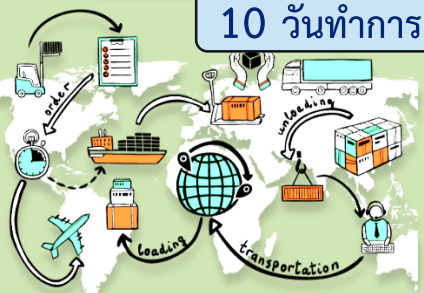 10 วันทำการ
order
unloading
loading
transportation